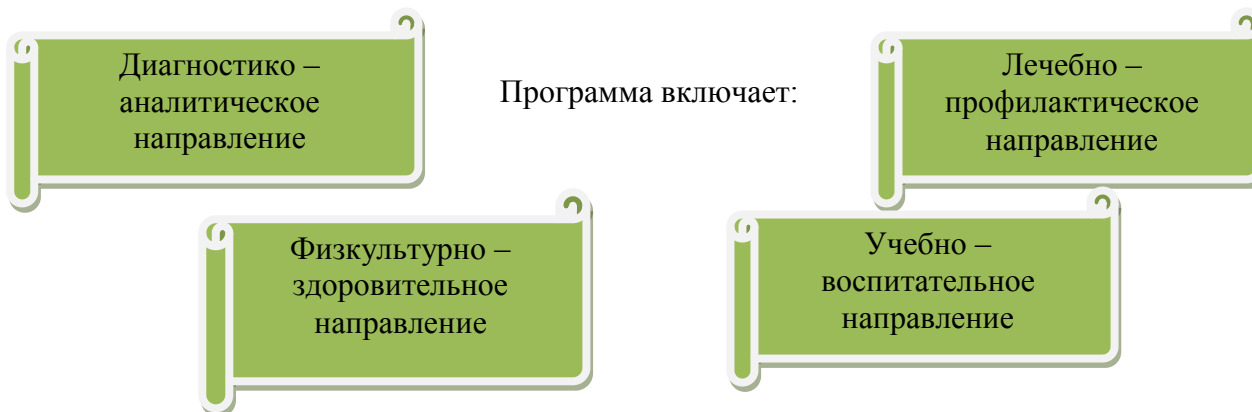 Диагностико –
аналитическое
направление
Программа включает:
Лечебно –
профилактическое
направление
Физкультурно –
здоровительное
направление
Учебно –
воспитательное
направление